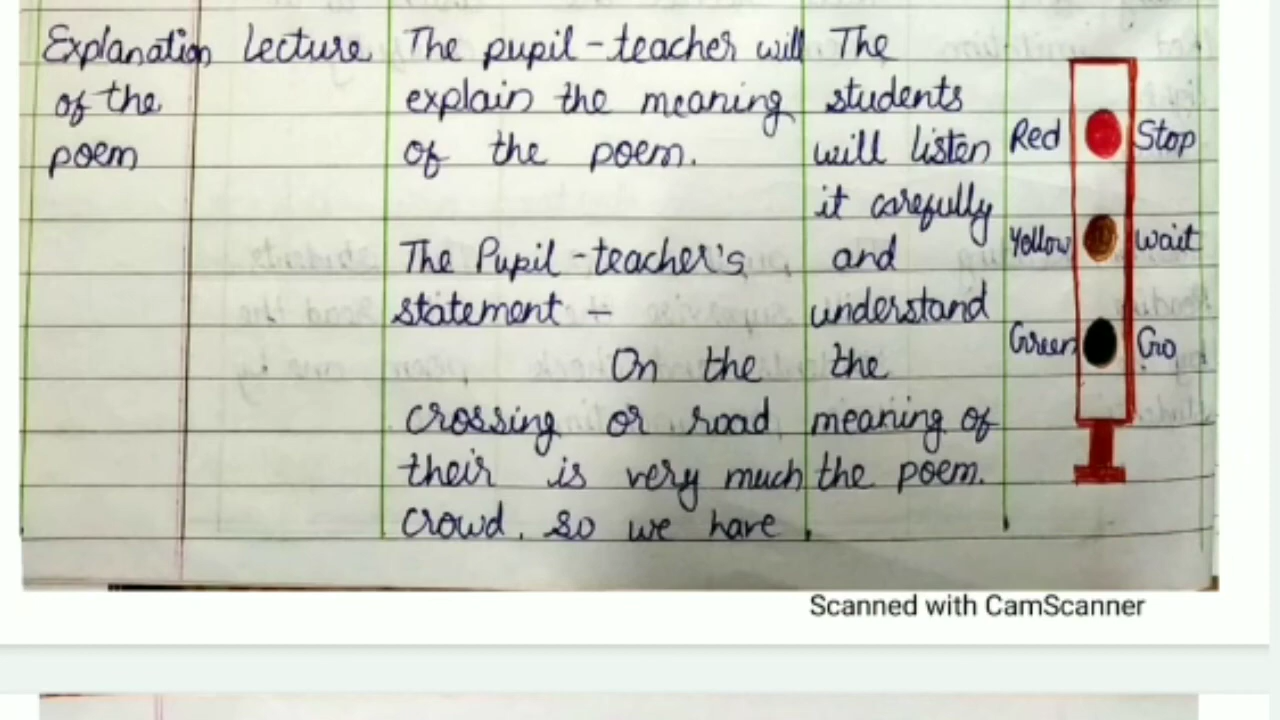 Explanation
of the
poem
Lecture
The pupil-teacher will
explain the meaning
of the poem.
The Pupil-teacher's
statement ÷
On the
crossing or road
their is very much
crowd. so we have
The
students
will listen
it carefully
and
understand
the
meaning of
the poem.
Red Stop
Yellow wait
Green Go
Scanned with CamScanner